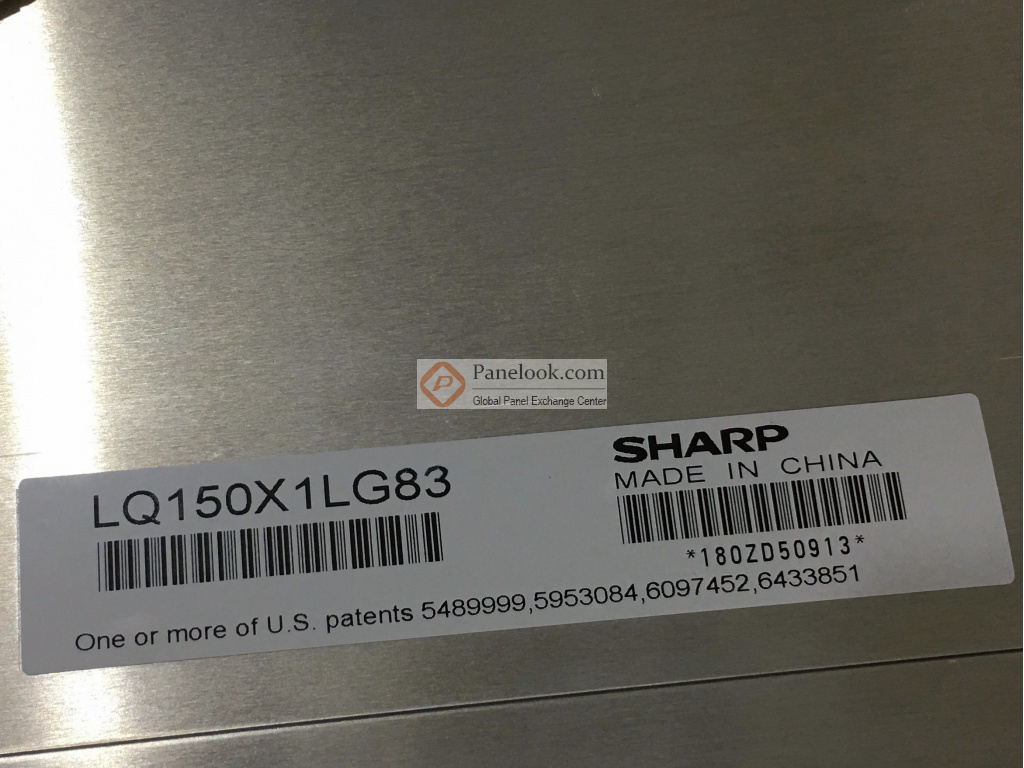 Panelook.com
Global Panel Exchange Center
SHARP
LQ150X1LG83
MADE IN CHINA
*180ZD50913*
One or more of U.S. patents 5489999,5953084,6097452,6433851